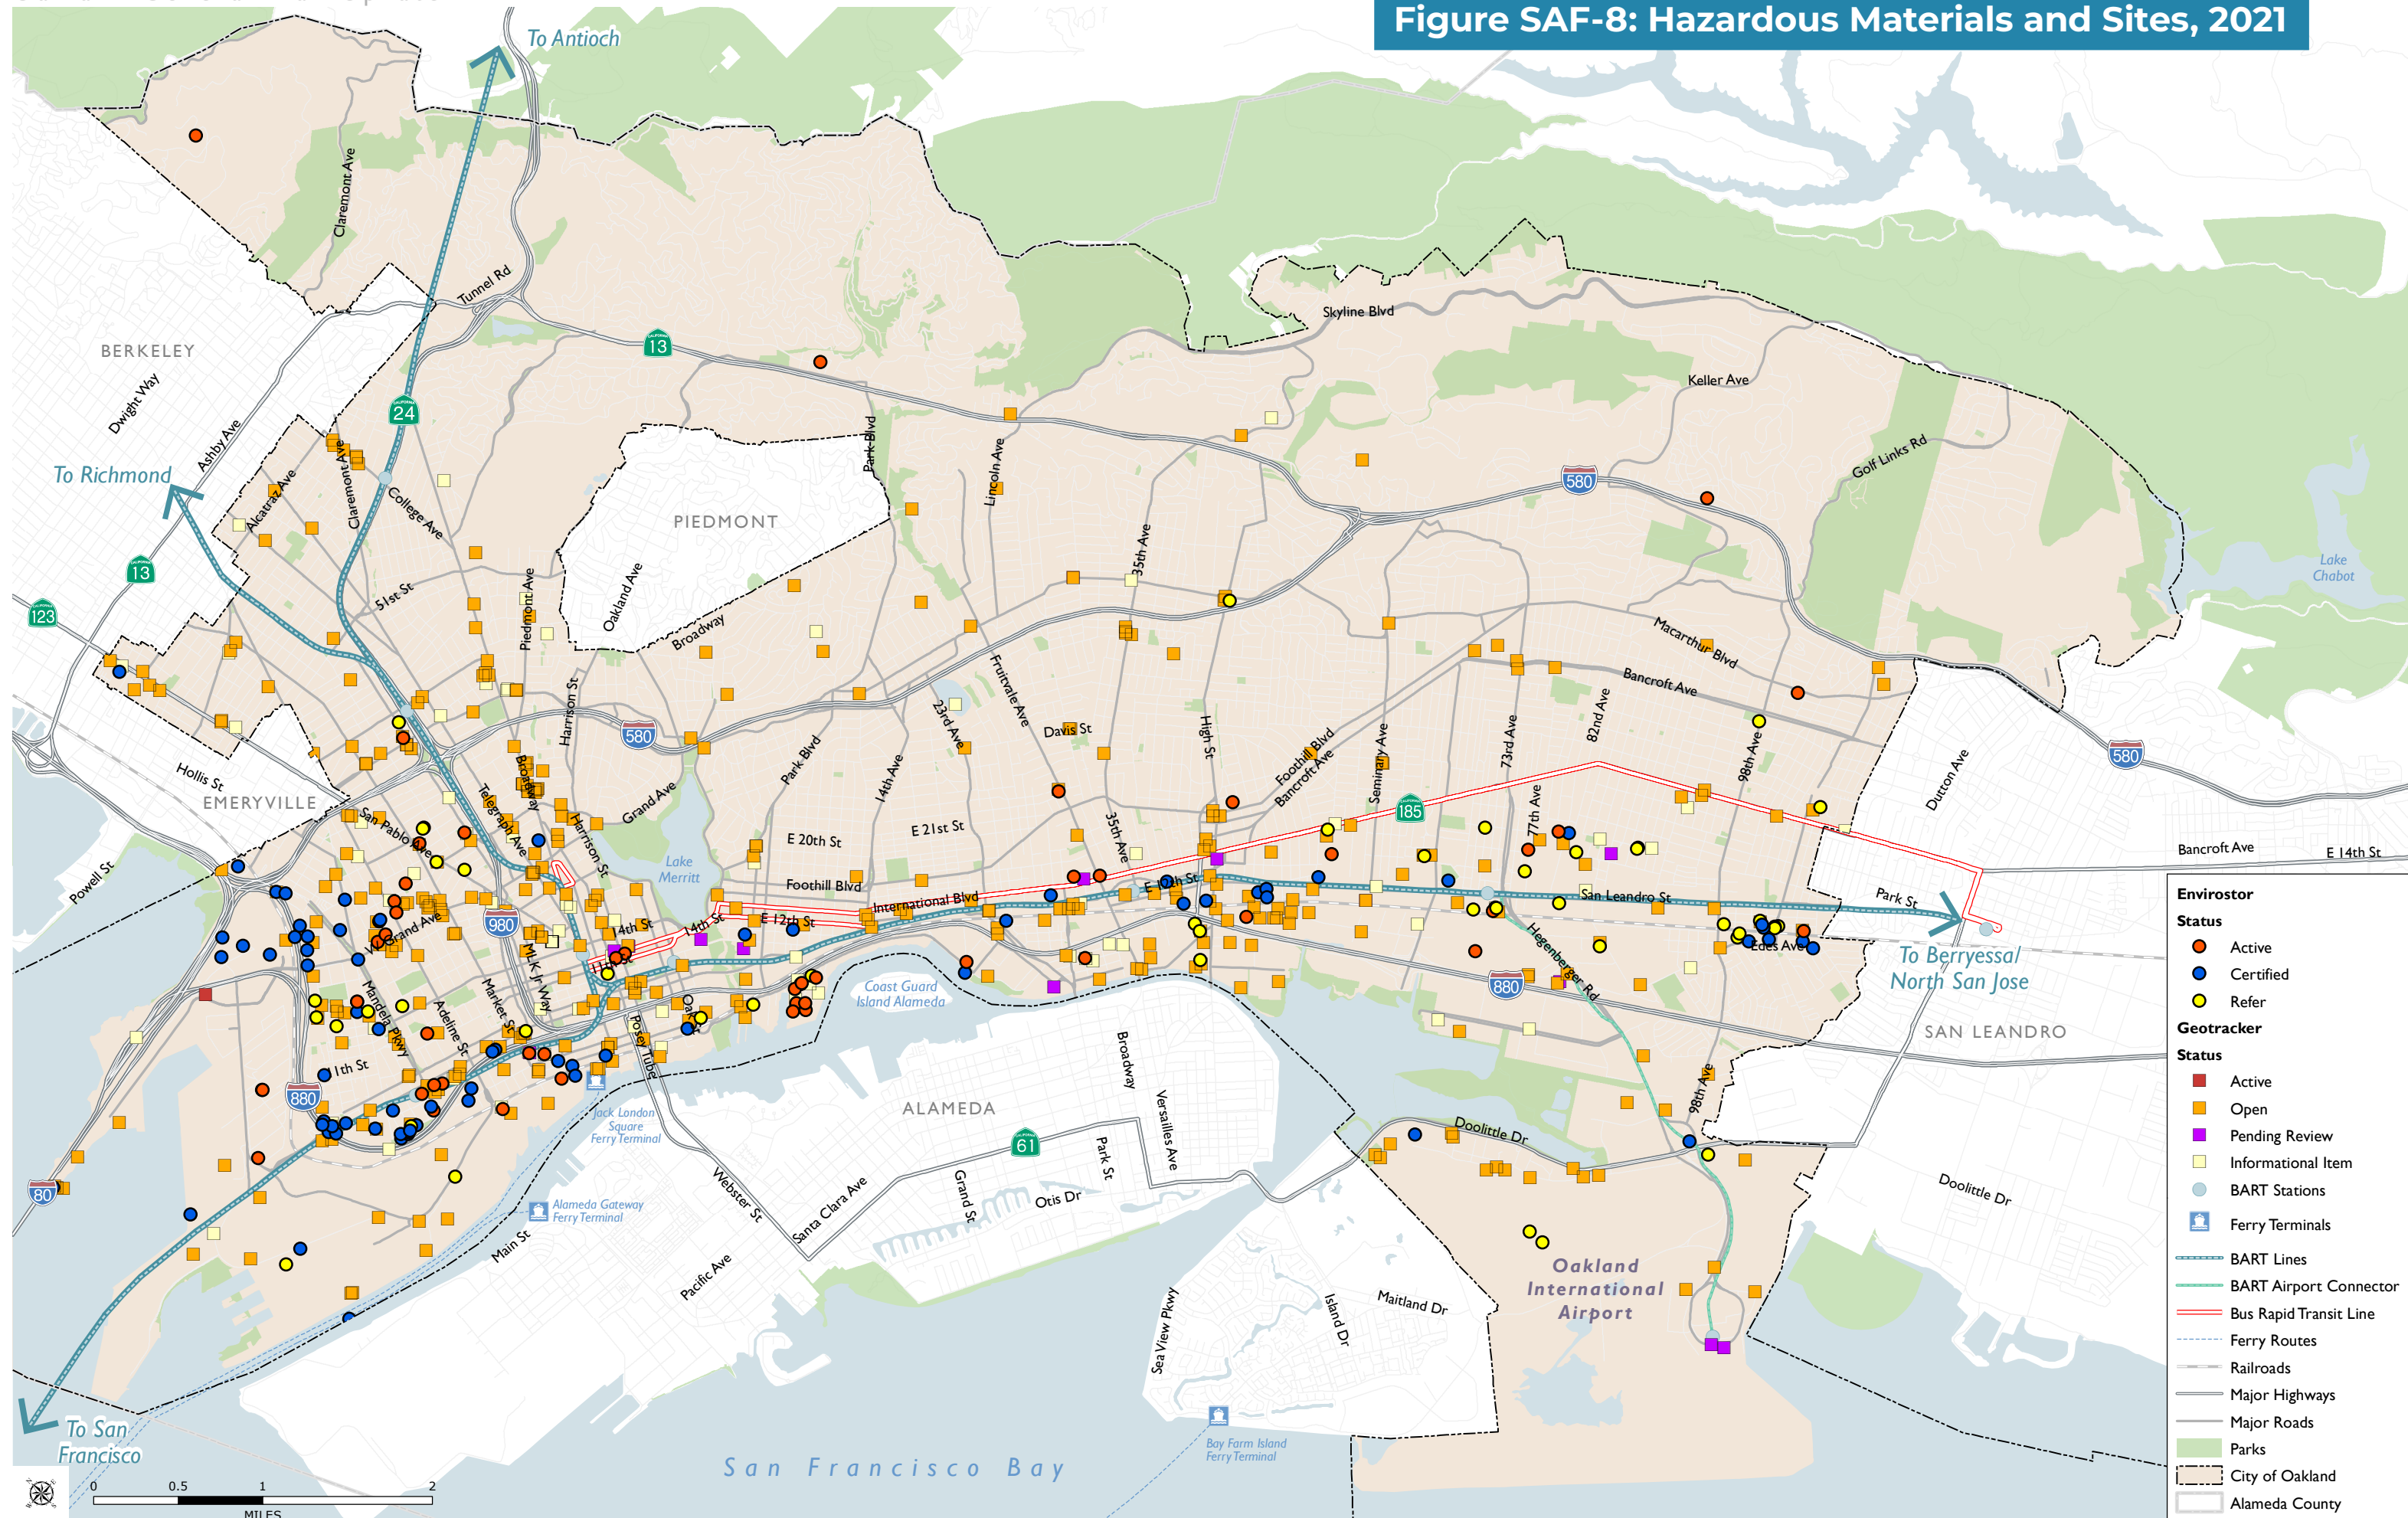 Figure SAF-8: Hazardous Materials and Sites, 2021
To Antioch
Claremont Ave
Tunnel Rd
BERKELEY
Dwight Way
Ashby Ave
13
24
Skyline Blvd
Keller Ave
Golf Links Rd
To Richmond
Alcatraz Ave
Claremont Ave
College Ave
PIEDMONT
Park Blvd
Lincoln Ave
35th Ave
580
13
123
51st St
Piedmont Ave
Oakland Ave
Broadway
Lake
Chabot
Macarthur Blvd
Bancroft Ave
Harrison St
580
Fruitvale Ave
23rd Ave
Davis St
High St
Foothill Blvd
Bancroft Ave
Seminary Ave
73rd Ave
82nd Ave
98th Ave
580
Dutton Ave
Hollis St
EMERYVILLE
San Pablo Ave
Telegraph Ave
Broadway
Harrison St
Grand Ave
Park Blvd
14th Ave
E 20th St
E 21st St
35th Ave
185
77th Ave
Bancroft Ave
E 14th St
Powell St
Lake
Merritt
Foothill Blvd
International Blvd
E 12th St
E 12th St
San Leandro St
Park St
W Grand Ave
980
14th St
14th St
11th St
MLK Jr Way
Market St
Adeline St
Mandela Pkwy
Oak St
Posey Tube
Coast Guard
Island Alameda
Hegenberger Rd
880
Edes Ave
To Berryessa/
North San Jose
SAN LEANDRO
880
Jack London
Square
Ferry Terminal
ALAMEDA
Broadway
Versailles Ave
Park St
61
Doolittle Dr
98th Ave
Doolittle Dr
80
Alameda Gateway
Ferry Terminal
Main St
Webster St
Santa Clara Ave
Grand St
Otis Dr
Pacific Ave
Sea View Pkwy
Island Dr
Maitland Dr
Oakland
International
Airport
To San
Francisco
Bay Farm Island
Ferry Terminal
San Francisco Bay
0 0.5 1 2
MILES
Envirostor
Status
Active
Certified
Refer
Geotracker
Status
Active
Open
Pending Review
Informational Item
BART Stations
Ferry Terminals
BART Lines
BART Airport Connector
Bus Rapid Transit Line
Ferry Routes
Railroads
Major Highways
Major Roads
Parks
City of Oakland
Alameda County